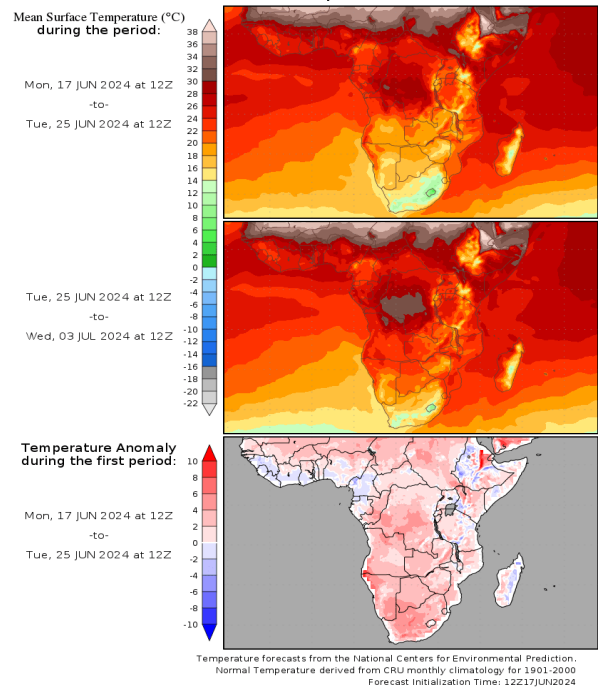 Mean Surface Temperature (°C)
during the period:
38
36
34
32
30
28
26
24
22
20
18
16
14
12
10
8
6
4
2
0
-2
-4
-6
-8
-10
-12
-14
-16
-18
-20
-22
Mon, 17 JUN 2024 at 12Z
-to-
Tue, 25 JUN 2024 at 12Z
Tue, 25 JUN 2024 at 12Z
-to-
Wed, 03 JUL 2024 at 12Z
Temperature Anomaly
during the first period:
10
8
6
4
2
0
-2
-4
-6
-8
-10
Mon, 17 JUN 2024 at 12Z
-to-
Tue, 25 JUN 2024 at 12Z
Temperature forecasts from the National Centers for Environmental Prediction.
Normal Temperature derived from CRU monthly climatology for 1901-2000
Forecast Initialization Time: 12Z17JUN2024